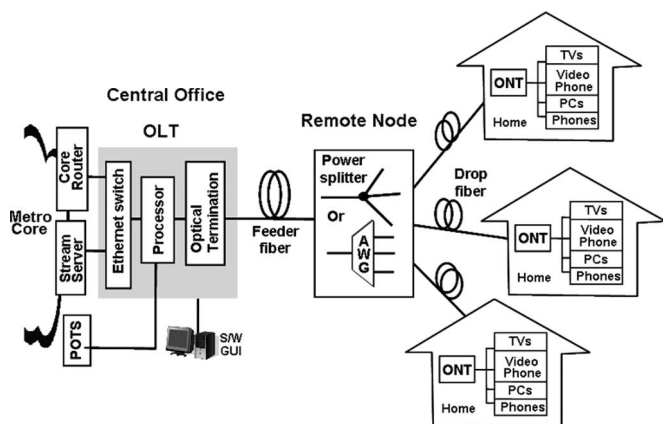 Central Office
OLT
Metro
Core
Core
Router
Stream
Server
POTS
Ethernet switch
Processor
Optical
Termination
S/W
GUI
Feeder
fiber
Remote Node
Power
splitter
Or
A
W
G
Drop
fiber
ONT
Home
TVs
Video
Phone
PCs
Phones
ONT
Home
TVs
Video
Phone
PCs
Phones
ONT
Home
TVs
Video
Phone
PCs
Phones